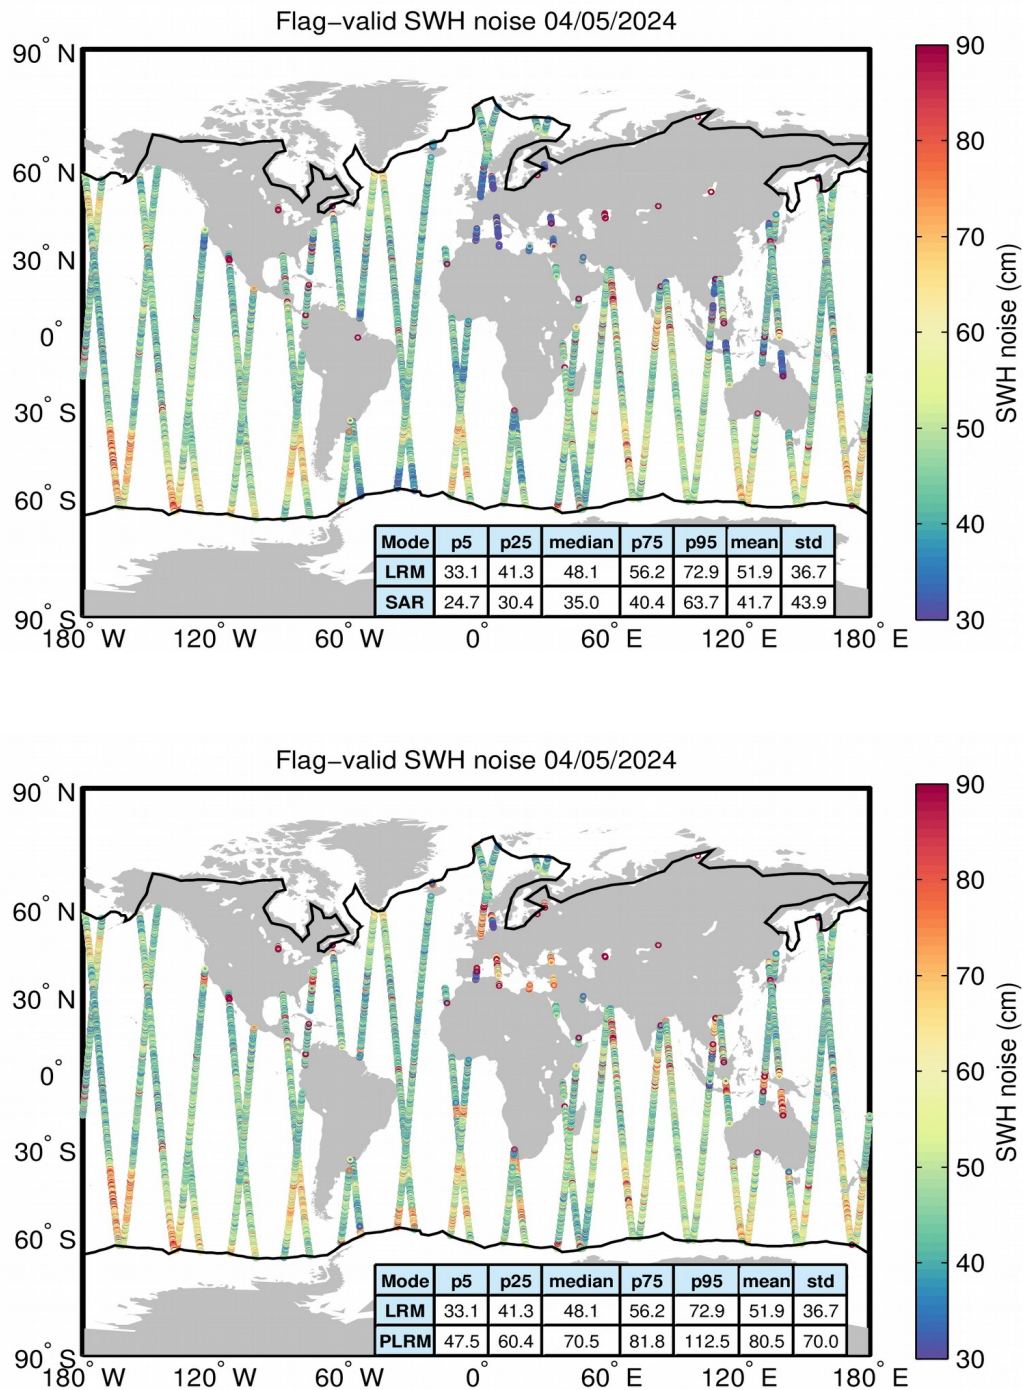 Flag−valid SWH noise 04/05/2024
90° N
60° N
30° N
0°
30° S
60° S
90° S
180° W
120° W
60° W
0°
60° E
120° E
180° E
90
80
70
60
50
40
30
SWH noise (cm)
Mode p5 p25 median p75 p95 mean std
LRM 33.1 41.3 48.1 56.2 72.9 51.9 36.7
SAR 24.7 30.4 35.0 40.4 63.7 41.7 43.9
Flag−valid SWH noise 04/05/2024
90° N
60° N
30° N
0°
30° S
60° S
90° S
180° W
120° W
60° W
0°
60° E
120° E
180° E
90
80
70
60
50
40
30
SWH noise (cm)
Mode p5 p25 median p75 p95 mean std
LRM 33.1 41.3 48.1 56.2 72.9 51.9 36.7
PLRM 47.5 60.4 70.5 81.8 112.5 80.5 70.0